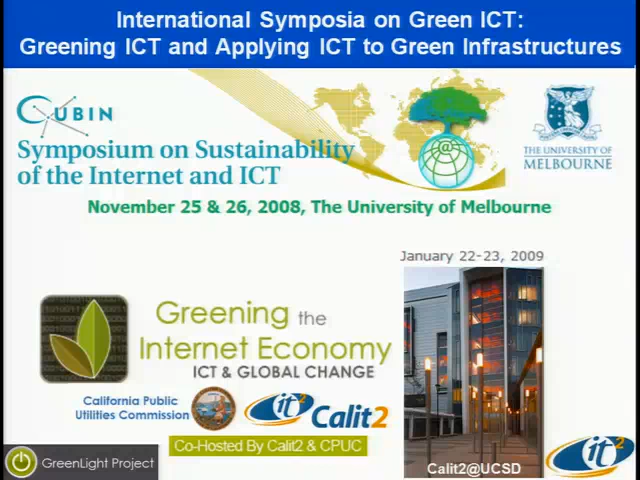 International Symposia on Green ICT:
Greening ICT and Applying ICT to Green Infrastructures
CUBIN
Symposium on Sustainability
of the Internet and ICT
@
THE UNIVERSITY OF
MELBOURNE
November 25 & 26, 2008, The University of Melbourne
January 22-23, 2009
Greening the
Internet Economy
ICT & GLOBAL CHANGE
California Public
Utilities Commission
it2
Calit2
Co-Hosted By Calit2 & CPUC
GreenLight Project
Calit2@UCSD
it2